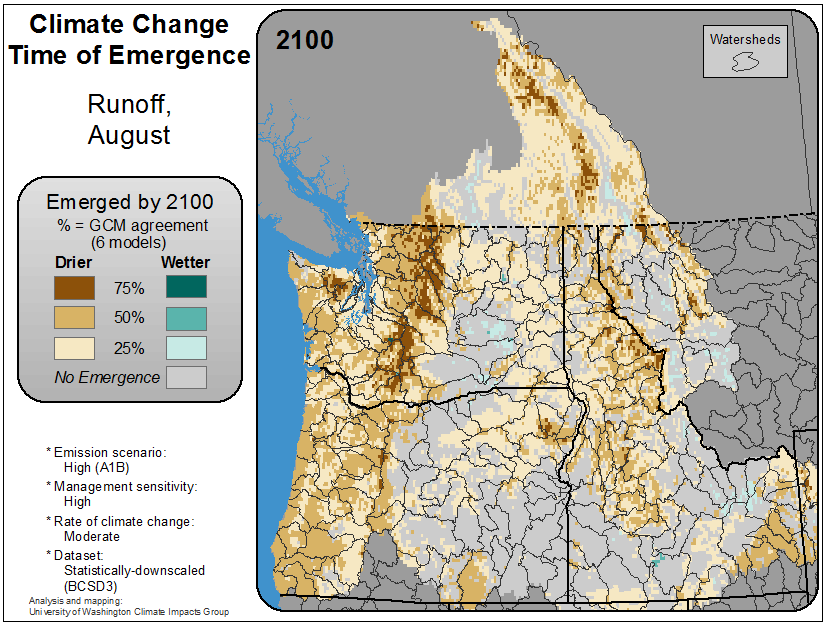 Climate Change
Time of Emergence
Runoff,
August
2100
Watersheds
Emerged by 2100
% = GCM agreement
(6 models)
Drier Wetter
75%
50%
25%
No Emergence
* Emission scenario:
High (A1B)
* Management sensitivity:
High
* Rate of climate change:
Moderate
* Dataset:
Statistically-downscaled
(BCSD3)
Analysis and mapping:
University of Washington Climate Impacts Group